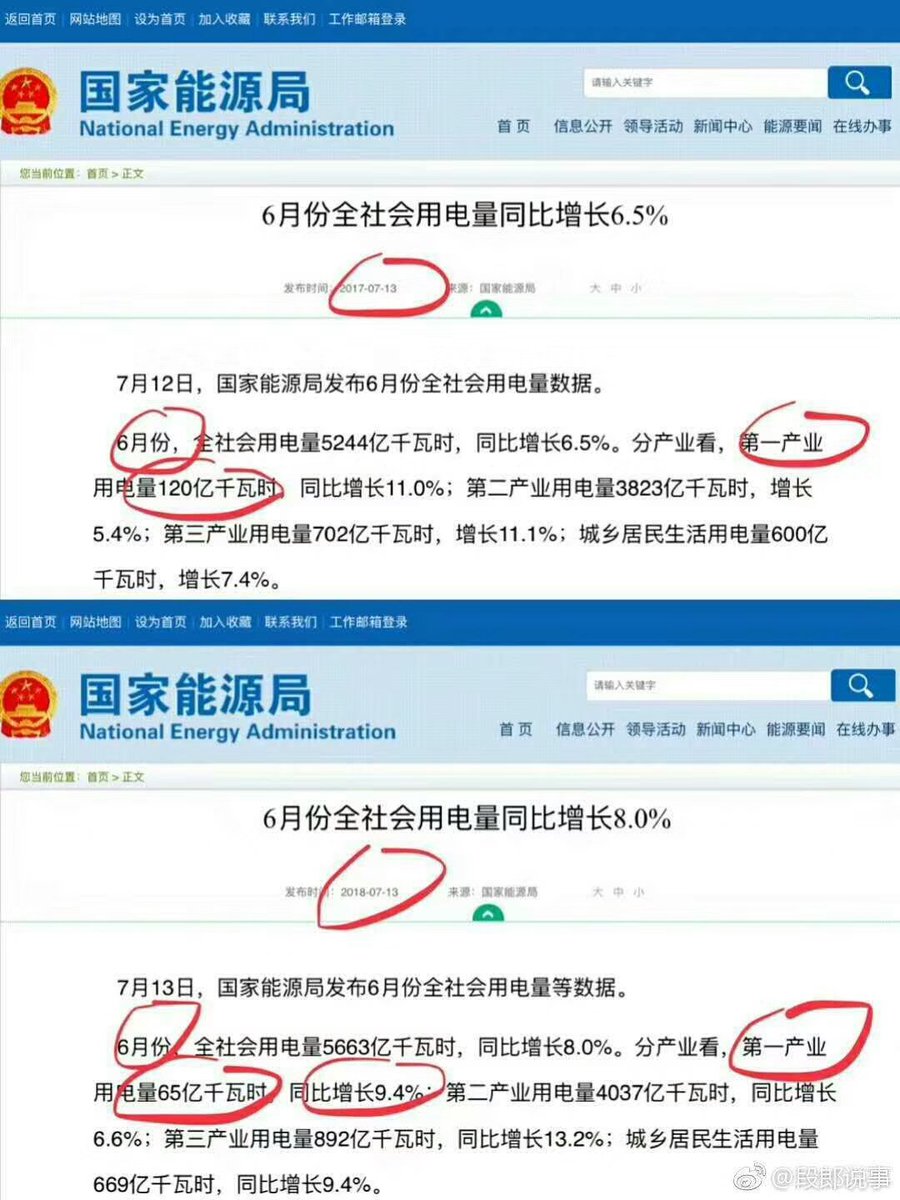 返回首页 | 网站地图 | 设为首页 | 加入收藏 | 联系我们 | 工作邮箱登录
国家能源局
National Energy Administration
请输入关键字
首页 信息公开 领导活动 新闻中心 能源要闻 在线办事
您当前位置：首页 > 正文
6月份全社会用电量同比增长6.5%
发布时间：2017-07-13 来源：国家能源局 大 中 小
7月12日，国家能源局发布6月份全社会用电量数据。
6月份，全社会用电量5244亿千瓦时，同比增长6.5%。分产业看，第一产业
用电量120亿千瓦时，同比增长11.0%；第二产业用电量3823亿千瓦时，增长
5.4%；第三产业用电量702亿千瓦时，增长11.1%；城乡居民生活用电量600亿
千瓦时，增长7.4%。
返回首页 | 网站地图 | 设为首页 | 加入收藏 | 联系我们 | 工作邮箱登录
国家能源局
National Energy Administration
请输入关键字
首页 信息公开 领导活动 新闻中心 能源要闻 在线办事
您当前位置：首页 > 正文
6月份全社会用电量同比增长8.0%
发布时间：2018-07-13 来源：国家能源局 大 中 小
7月13日，国家能源局发布6月份全社会用电量等数据。
6月份，全社会用电量5663亿千瓦时，同比增长8.0%。分产业看，第一产业
用电量65亿千瓦时，同比增长9.4%；第二产业用电量4037亿千瓦时，同比增长
6.6%；第三产业用电量892亿千瓦时，同比增长13.2%；城乡居民生活用电量
669亿千瓦时，同比增长9.4%。
@段郎说事